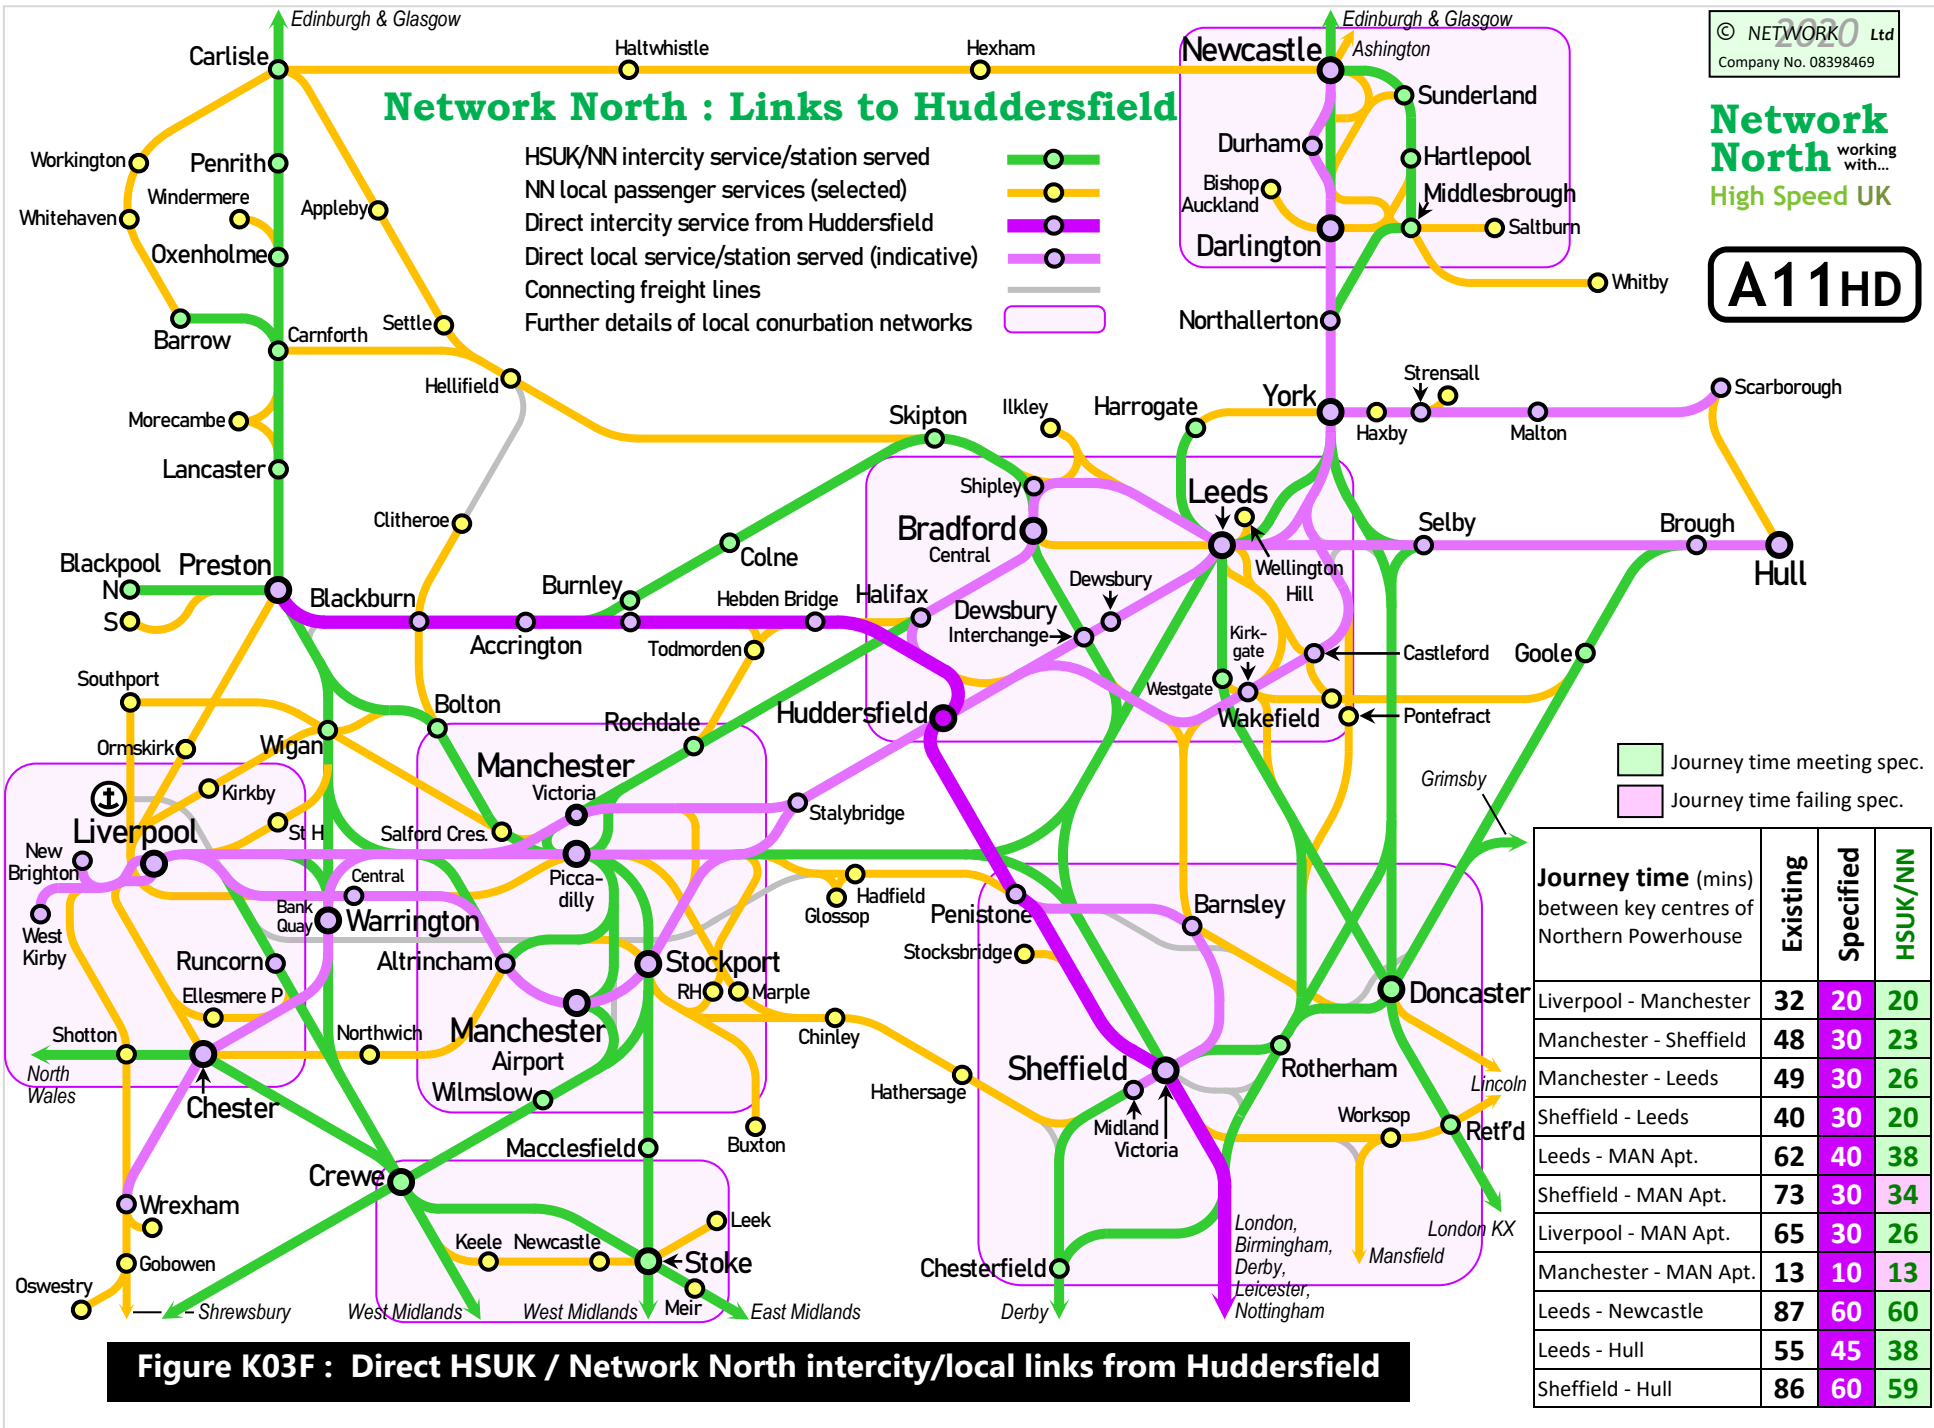 Edinburgh & Glasgow
Edinburgh & Glasgow
Ashington
© NETWORK 2020 Ltd
Company No. 08398469
Carlisle
Haltwhistle
Hexham
Newcastle
Network North : Links to Huddersfield
Sunderland
Network
North working
with...
High Speed UK
HSUK/NN intercity service/station served
NN local passenger services (selected)
Direct intercity service from Huddersfield
Direct local service/station served (indicative)
Connecting freight lines
Further details of local conurbation networks
Durham
Hartlepool
Bishop
Auckland
Middlesbrough
Darlington
Saltburn
Whitby
A11HD
Workington
Penrith
Windermere
Whitehaven
Appleby
Oxenholme
Barrow
Carnforth
Settle
Northallerton
Hellifield
Strensall
Scarborough
York
Haxby
Malton
Morecambe
Skipton
Ilkley
Harrogate
Lancaster
Shipley
Leeds
Clitheroe
Bradford
Central
Selby
Brough
Hull
Colne
Wellington
Hill
Blackpool
N
S
Preston
Blackburn
Burnley
Hebden Bridge
Halifax
Dewsbury
Dewsbury
Interchange
Accrington
Todmorden
Kirk-
gate
Castleford
Goole
Westgate
Wakefield
Pontefract
Southport
Bolton
Rochdale
Huddersfield
Ormskirk
Wigan
Manchester
Victoria
Kirkby
Stalybridge
Grimsby
Journey time meeting spec.
Journey time failing spec.
Liverpool
St H
Salford Cres.
New
Brighton
Central
Picca-
dilly
Bank
Quay
Warrington
Hadfield
Glossop
Penistone
Barnsley
West
Kirby
Runcorn
Altrincham
Stockport
Stocksbridge
Ellesmere P
RH
Marple
Doncaster
Shotton
Northwich
Manchester
Airport
Chinley
North
Wales
Chester
Wilmslow
Hathersage
Sheffield
Rotherham
Lincoln
Midland
Victoria
Worksop
Retf'd
Macclesfield
Buxton
Crewe
Wrexham
Leek
Keele
Newcastle
Stoke
Meir
London,
Birmingham,
Derby,
Leicester,
Nottingham
London KX
Mansfield
Gobowen
Oswestry
Chesterfield
Shrewsbury
West Midlands
West Midlands
East Midlands
Derby
Journey time (mins)
between key centres of
Northern Powerhouse
Existing Specified HSUK/NN
Liverpool - Manchester 32 20 20
Manchester - Sheffield 48 30 23
Manchester - Leeds 49 30 26
Sheffield - Leeds 40 30 20
Leeds - MAN Apt. 62 40 38
Sheffield - MAN Apt. 73 30 34
Liverpool - MAN Apt. 65 30 26
Manchester - MAN Apt. 13 10 13
Leeds - Newcastle 87 60 60
Leeds - Hull 55 45 38
Sheffield - Hull 86 60 59
Figure K03F : Direct HSUK / Network North intercity/local links from Huddersfield